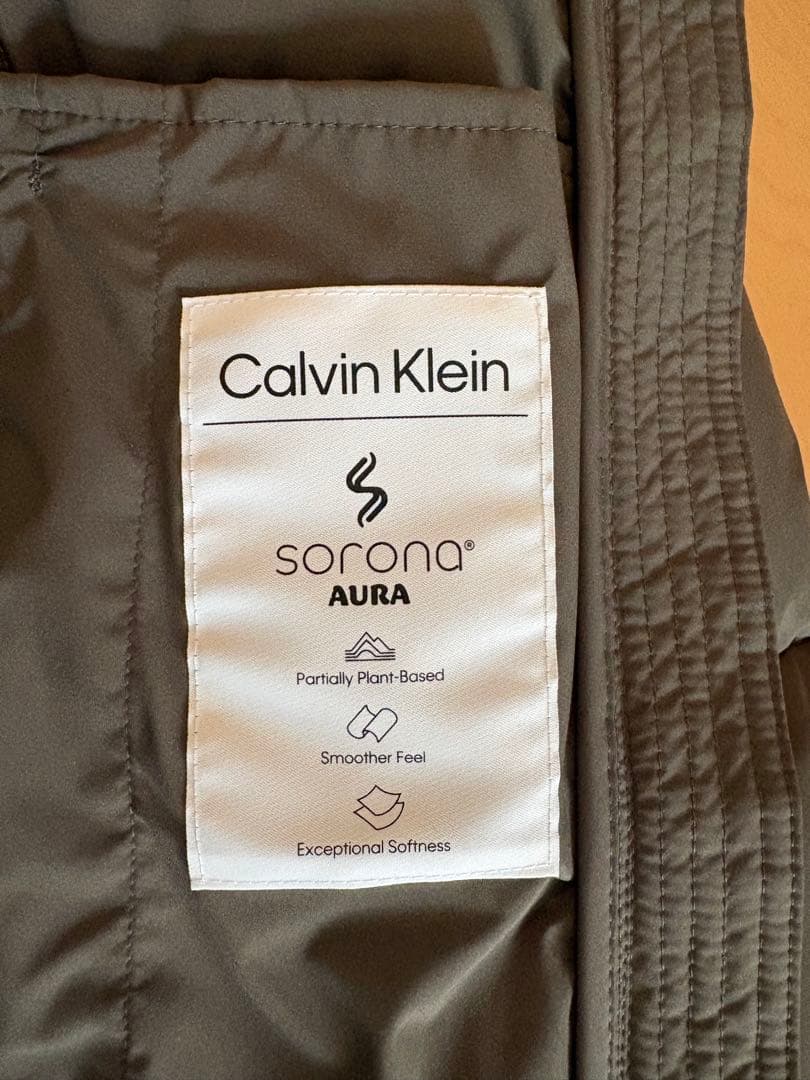 Calvin Klein
sorona®
AURA
Partially Plant-Based
Smoother Feel
Exceptional Softness